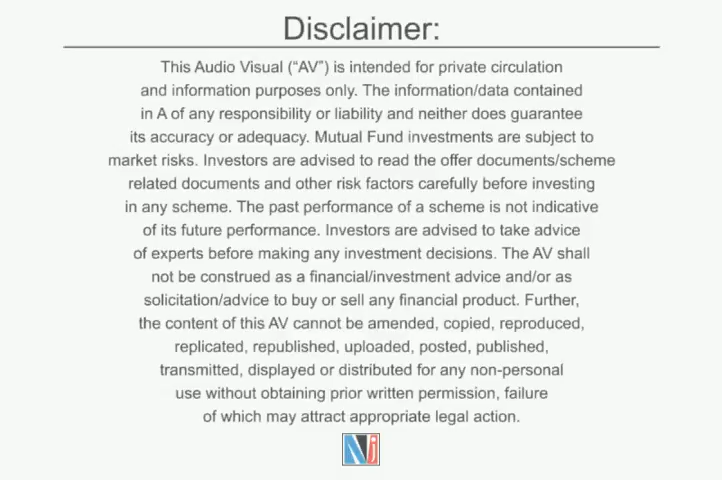 Disclaimer:
This Audio Visual (“AV”) is intended for private circulation
and information purposes only. The information/data contained
in A of any responsibility or liability and neither does guarantee
its accuracy or adequacy. Mutual Fund investments are subject to
market risks. Investors are advised to read the offer documents/scheme
related documents and other risk factors carefully before investing
in any scheme. The past performance of a scheme is not indicative
of its future performance. Investors are advised to take advice
of experts before making any investment decisions. The AV shall
not be construed as a financial/investment advice and/or as
solicitation/advice to buy or sell any financial product. Further,
the content of this AV cannot be amended, copied, reproduced,
replicated, republished, uploaded, posted, published,
transmitted, displayed or distributed for any non-personal
use without obtaining prior written permission, failure
of which may attract appropriate legal action.
Nj